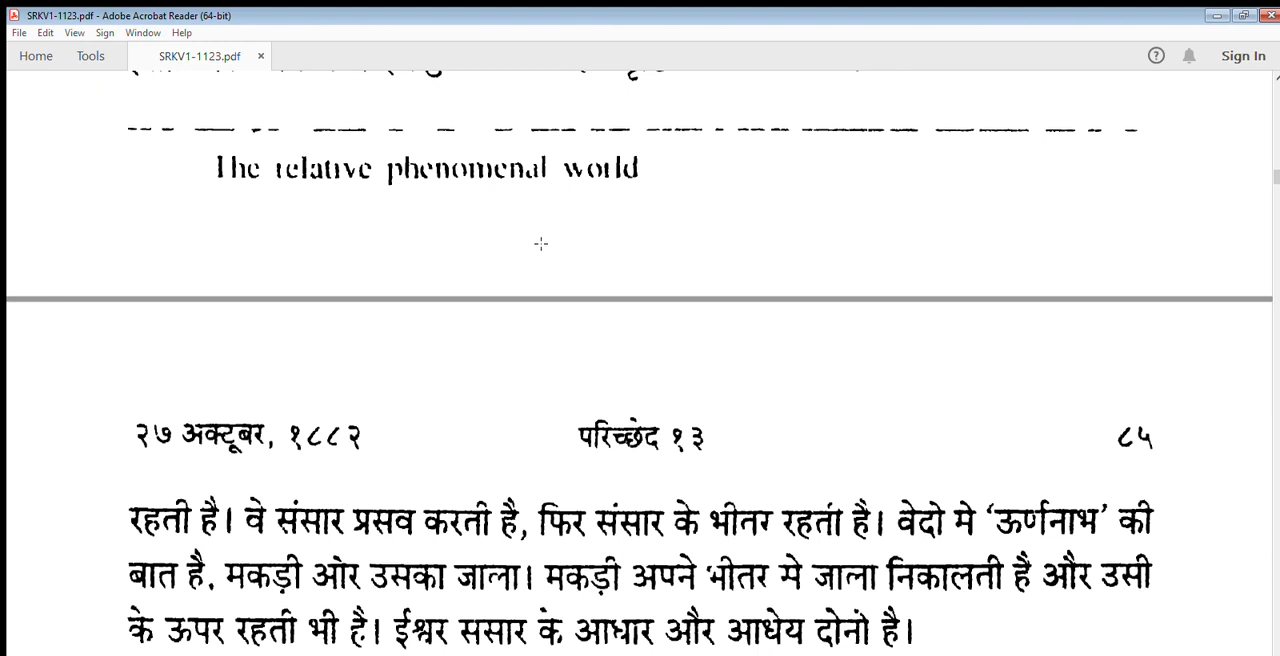 SRKV1-1123.pdf - Adobe Acrobat Reader (64-bit)
File Edit View Sign Window Help
Home Tools SRKV1-1123.pdf × Sign In
The relative phenomenal world
२७ अक्टूबर, १८८२ परिच्छेद १३ ८५
रहती है। वे संसार प्रसव करती है, फिर संसार के भीतर रहती है। वेदो मे ‘ऊर्णनाभ’ की
बात है, मकड़ी और उसका जाला। मकड़ी अपने भीतर मे जाला निकालती है और उसी
के ऊपर रहती भी है। ईश्वर ससार के आधार और आधेय दोनो है।